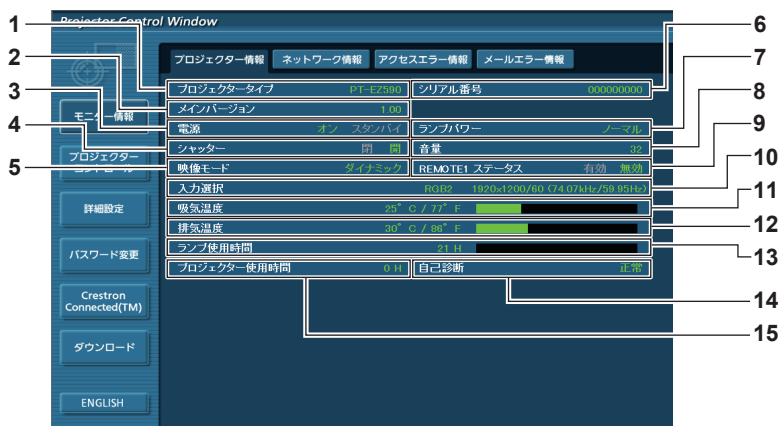 Projector Control Window
プロジェクター情報 ネットワーク情報 アクセスエラー情報 メールエラー情報
モニター情報
プロジェクター
コントロール
詳細設定
パスワード変更
Crestron
Connected(TM)
ダウンロード
ENGLISH
プロジェクタータイプ PT-EZ590 シリアル番号 000000000
メインバージョン 1.00
電源 オン スタンバイ ランプパワー ノーマル
シャッター 閉 開 音量 32
映像モード ダイナミック REMOTE1 ステータス 有効 無効
入力選択 RGB2 1920x1200/60 (74.07kHz/59.95Hz)
吸気温度 25° C / 77° F
排気温度 30° C / 86° F
ランプ使用時間 21 H
プロジェクター使用時間 0 H 自己診断 正常
1
2
3
4
5
6
7
8
9
10
11
12
13
14
15